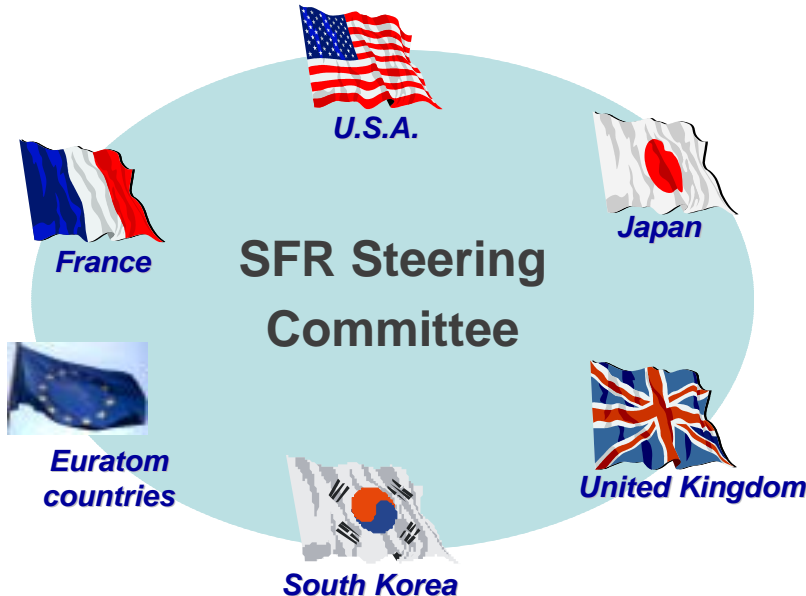 U.S.A.
Japan
France
SFR Steering
Committee
Euratom
countries
United Kingdom
South Korea